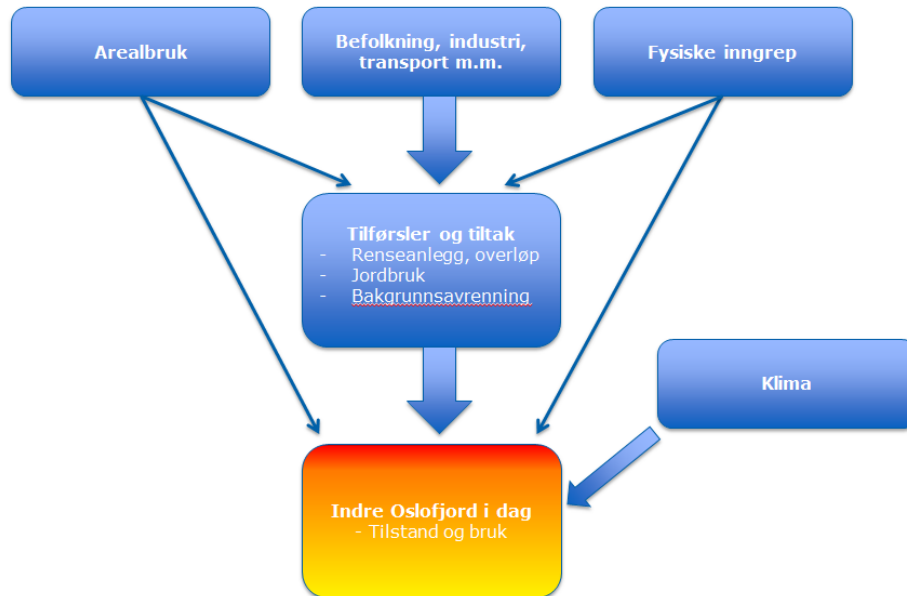 Arealbruk
Befolkning, industri,
transport m.m.
Fysiske inngrep
Tilførsler og tiltak
- Renseanlegg, overløp
- Jordbruk
- Bakgrunnsavrenning
Klima
Indre Oslofjord i dag
- Tilstand og bruk